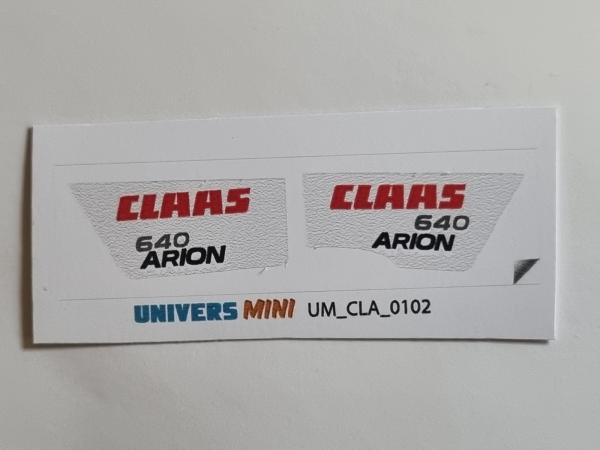 CLAAS
640
ARION
CLAAS
640
ARION
UNIVERS MINI UM_CLA_0102